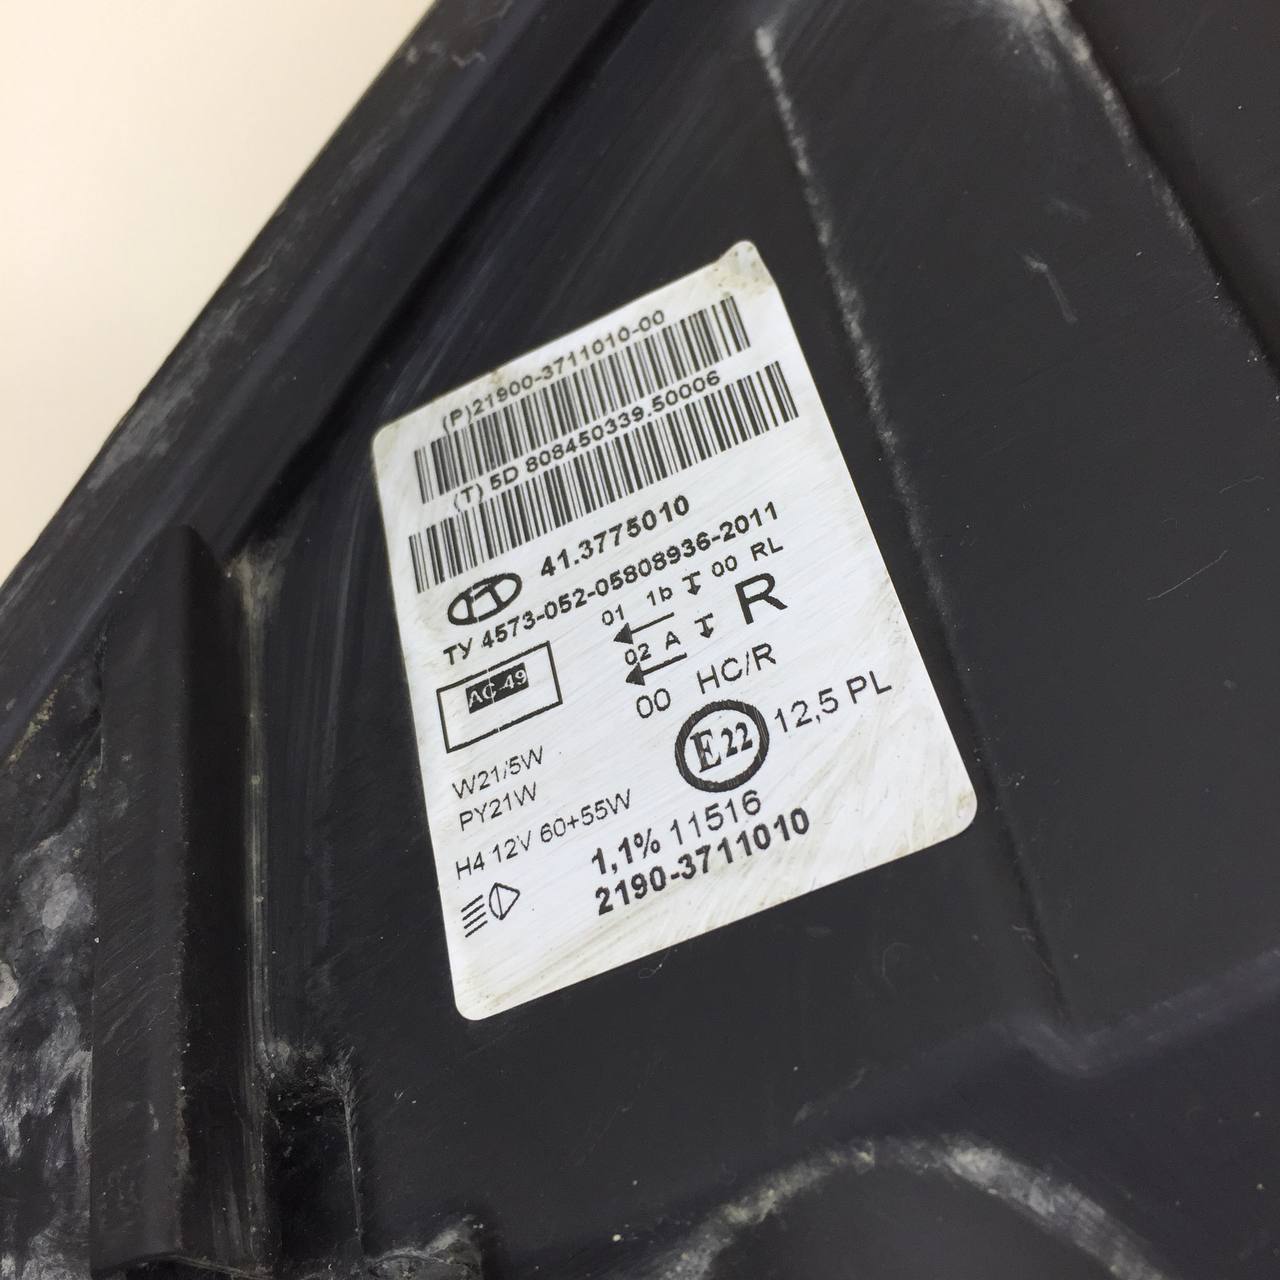 (P)21900-3711010-00
(T) 5D 808450339.50006
41.3775010
ТУ 4573-052-05808936-2011
01 1b 00 RL
02 A R
00 HC/R
АС 49
E22 12,5 PL
W21/5W
PY21W
H4 12V 60+55W
1,1% 11516
2190-3711010